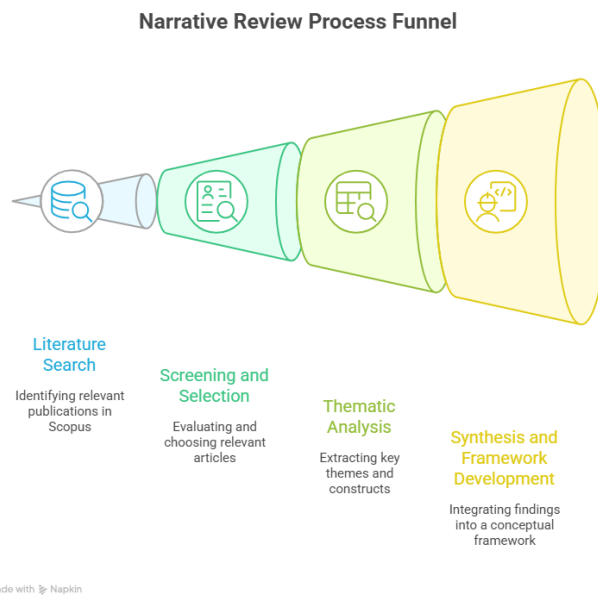 Narrative Review Process Funnel
Literature
Search
Identifying relevant
publications in
Scopus
Screening and
Selection
Evaluating and
choosing relevant
articles
Thematic
Analysis
Extracting key
themes and
constructs
Synthesis and
Framework
Development
Integrating findings
into a conceptual
framework
with Napkin